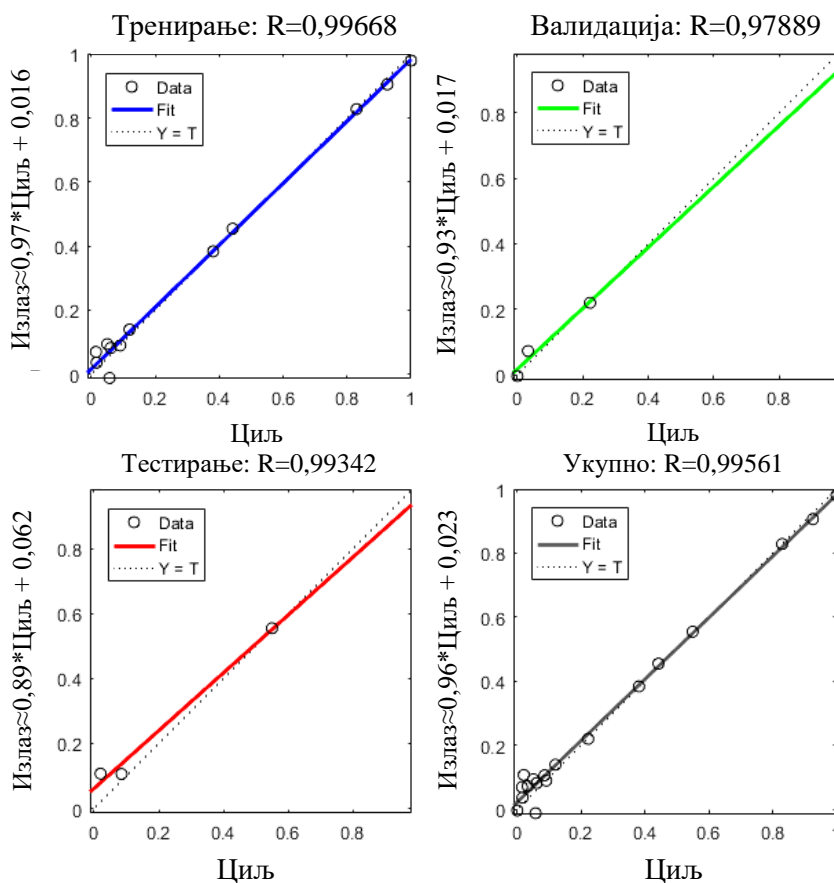 Тренирање: R=0,99668
Излаз≈0,97*Циљ + 0,016
1
0.8
0.6
0.4
0.2
0
Data
Fit
Y = T
0 0.2 0.4 0.6 0.8 1
Циљ
Валидација: R=0,97889
Излаз≈0,93*Циљ + 0,017
0.8
0.6
0.4
0.2
0
Data
Fit
Y = T
0 0.2 0.4 0.6 0.8
Циљ
Тестирање: R=0,99342
Излаз≈0,89*Циљ + 0,062
0.8
0.6
0.4
0.2
0
Data
Fit
Y = T
0 0.2 0.4 0.6 0.8
Циљ
Укупно: R=0,99561
Излаз≈0,96*Циљ + 0,023
1
0.8
0.6
0.4
0.2
0
Data
Fit
Y = T
0 0.2 0.4 0.6 0.8 1
Циљ